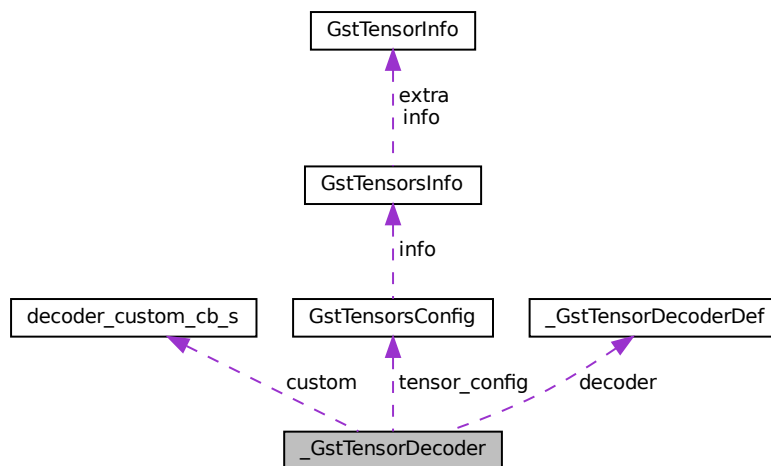 GstTensorInfo
extra
info
GstTensorsInfo
info
decoder_custom_cb_s
GstTensorsConfig
_GstTensorDecoderDef
custom
tensor_config
decoder
_GstTensorDecoder